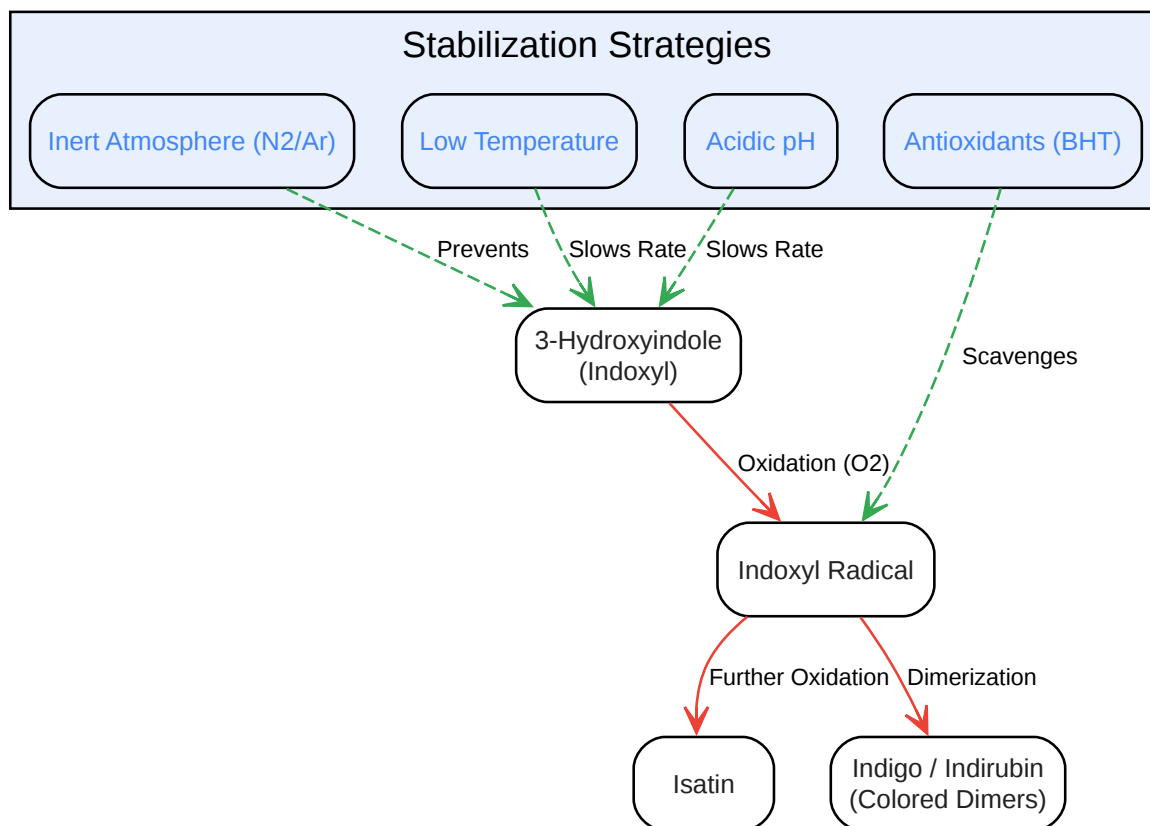 Stabilization Strategies
Inert Atmosphere (N2/Ar)
Low Temperature
Acidic pH
Antioxidants (BHT)
Prevents
Slows Rate
Slows Rate
3-Hydroxyindole
(Indoxyl)
Scavenges
Oxidation (O2)
Indoxyl Radical
Further Oxidation
Dimerization
Isatin
Indigo / Indirubin
(Colored Dimers)